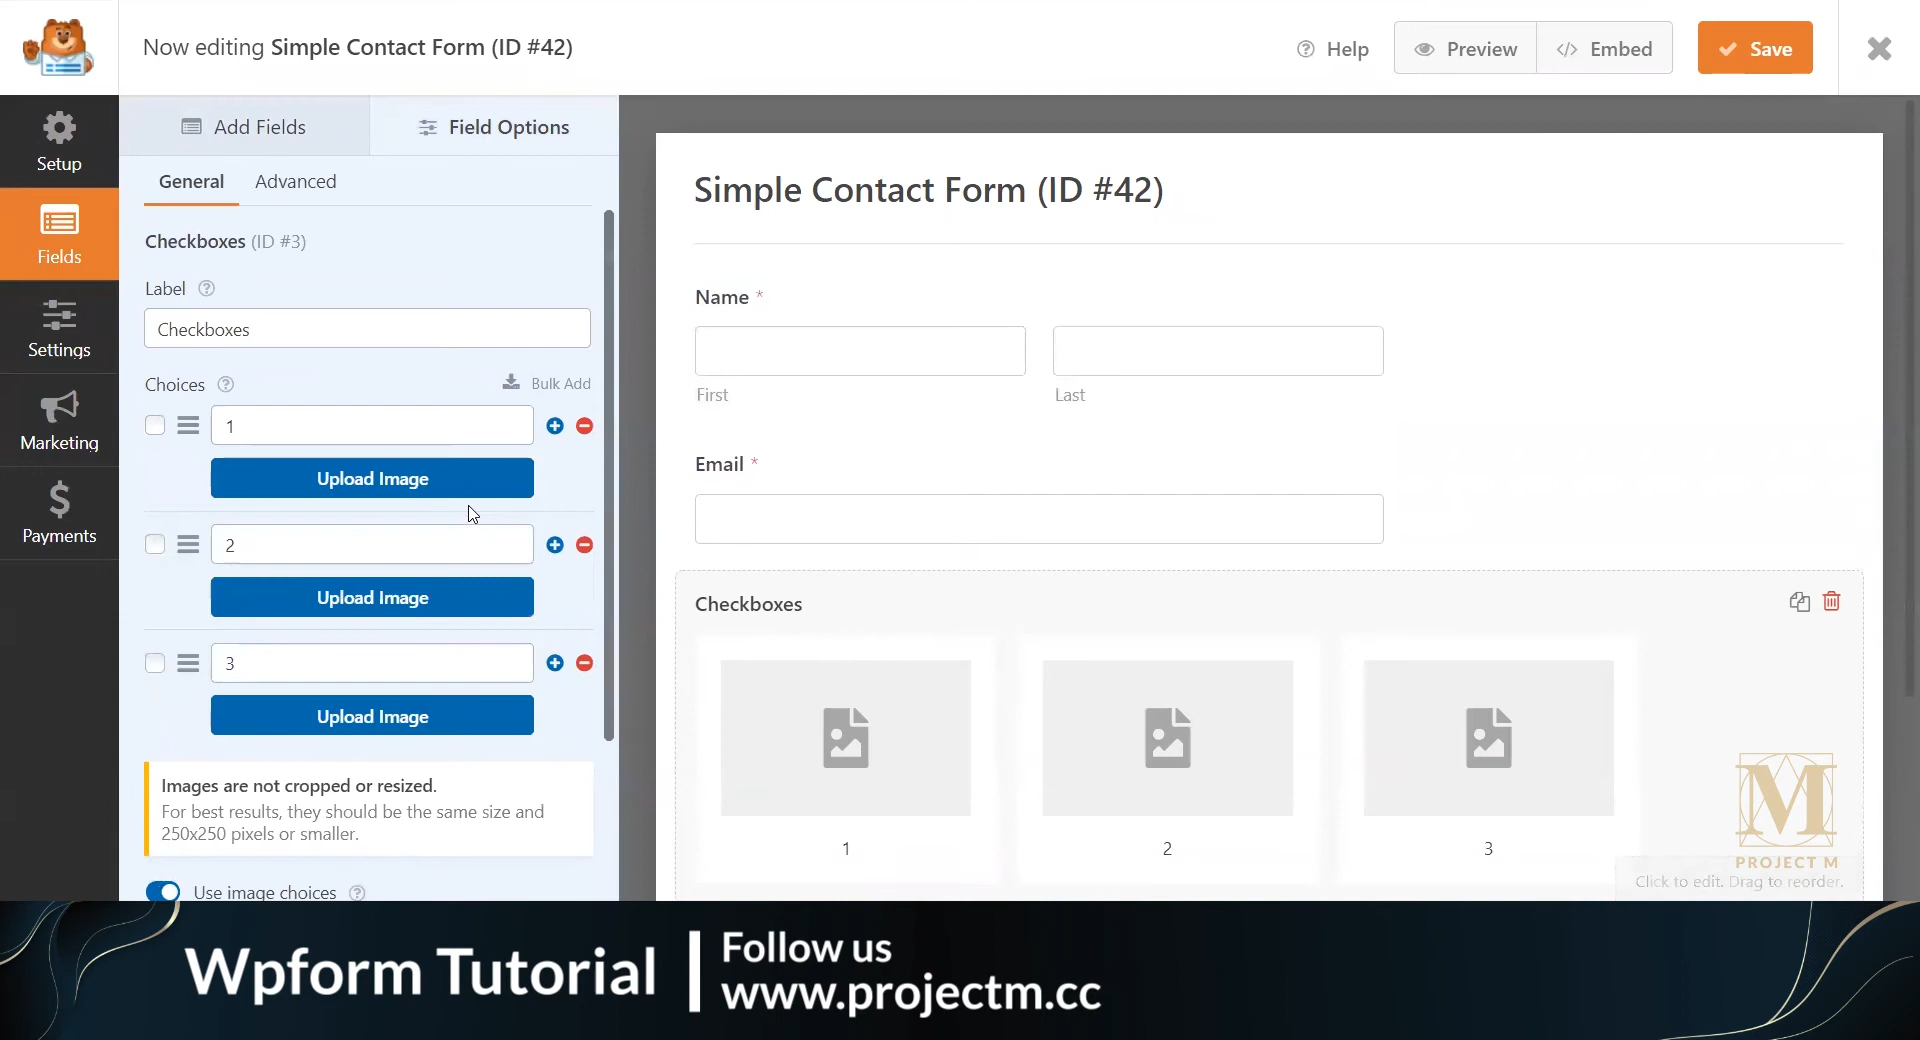 Now editing Simple Contact Form (ID #42)
Help
Preview
Embed
Save
Setup
Fields
Settings
Marketing
Payments
Add Fields
Field Options
General
Advanced
Checkboxes (ID #3)
Label
Checkboxes
Choices
Bulk Add
1
Upload Image
2
Upload Image
3
Upload Image
Images are not cropped or resized.
For best results, they should be the same size and
250x250 pixels or smaller.
Use image choices
Simple Contact Form (ID #42)
Name *
First
Last
Email *
Checkboxes
1
2
3
M
PROJECT M
Click to edit. Drag to reorder.
Wpform Tutorial
Follow us
www.projectm.cc